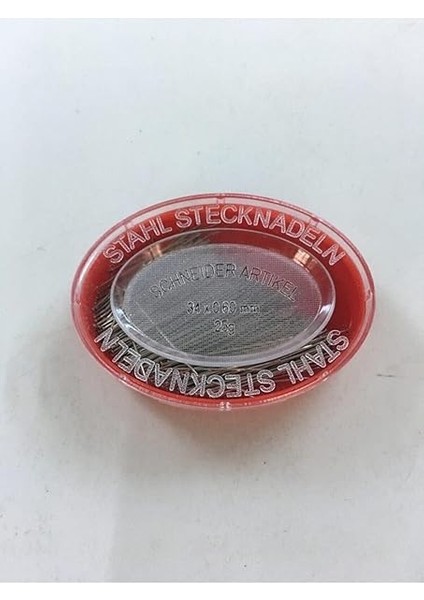 STAHL STECKNADELN
SCHNEIDER ARTIKEL
34 x 0.60 mm
25g
STAHL STECKNADELN